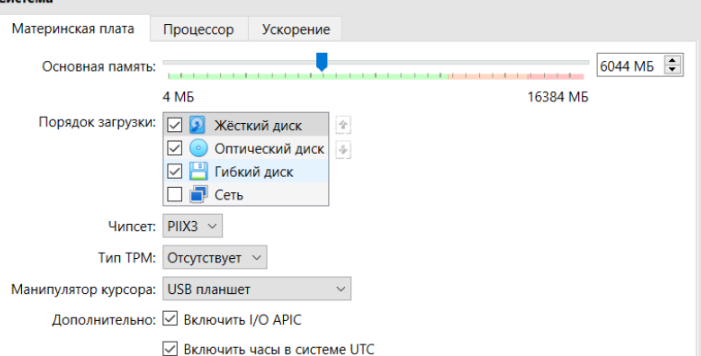 Система
Материнская плата Процессор Ускорение
Основная память: 6044 МБ
4 МБ 16384 МБ
Порядок загрузки: Жёсткий диск
Оптический диск
Гибкий диск
Сеть
Чипсет: PIIX3
Тип TPM: Отсутствует
Манипулятор курсора: USB планшет
Дополнительно: Включить I/O APIC
Включить часы в системе UTC